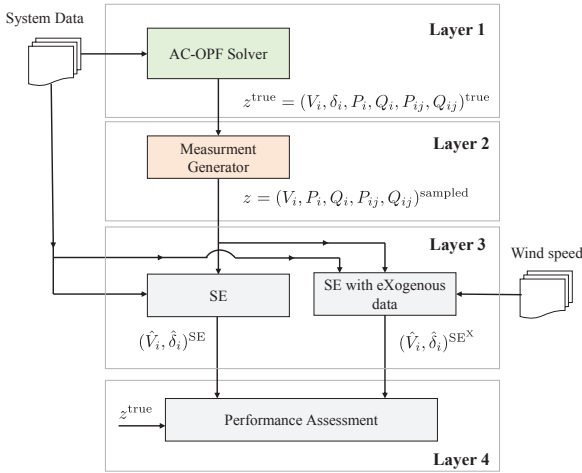 System Data
Layer 1
AC-OPF Solver
z^true = (V_i, δ_i, P_i, Q_i, P_ij, Q_ij)^true
Layer 2
Measurment
Generator
z = (V_i, P_i, Q_i, P_ij, Q_ij)^sampled
Layer 3
Wind speed
SE
SE with eXogenous
data
(V̂_i, δ̂_i)^SE
(V̂_i, δ̂_i)^SE^X
z^true
Performance Assessment
Layer 4